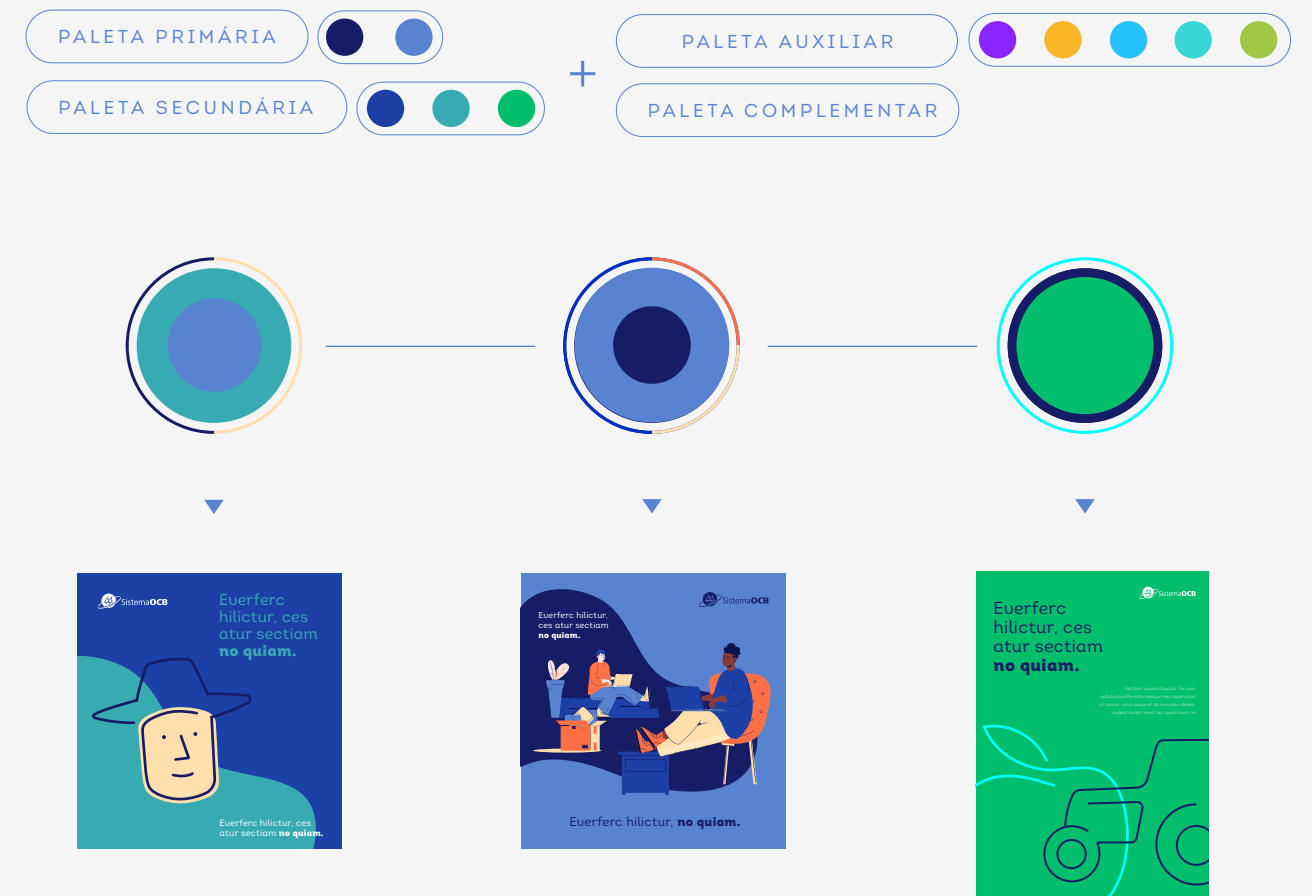 PALETA PRIMÁRIA
PALETA SECUNDÁRIA
+
PALETA AUXILIAR
PALETA COMPLEMENTAR
SistemaOCB
Euerferc
hilictur, ces
atur sectiam
no quiam.
Euerferc hilictur, ces
atur sectiam no quiam.
SistemaOCB
Euerferc hilictur,
ces atur sectiam
no quiam.
Euerferc hilictur, no quiam.
SistemaOCB
Euerferc
hilictur, ces
atur sectiam
no quiam.